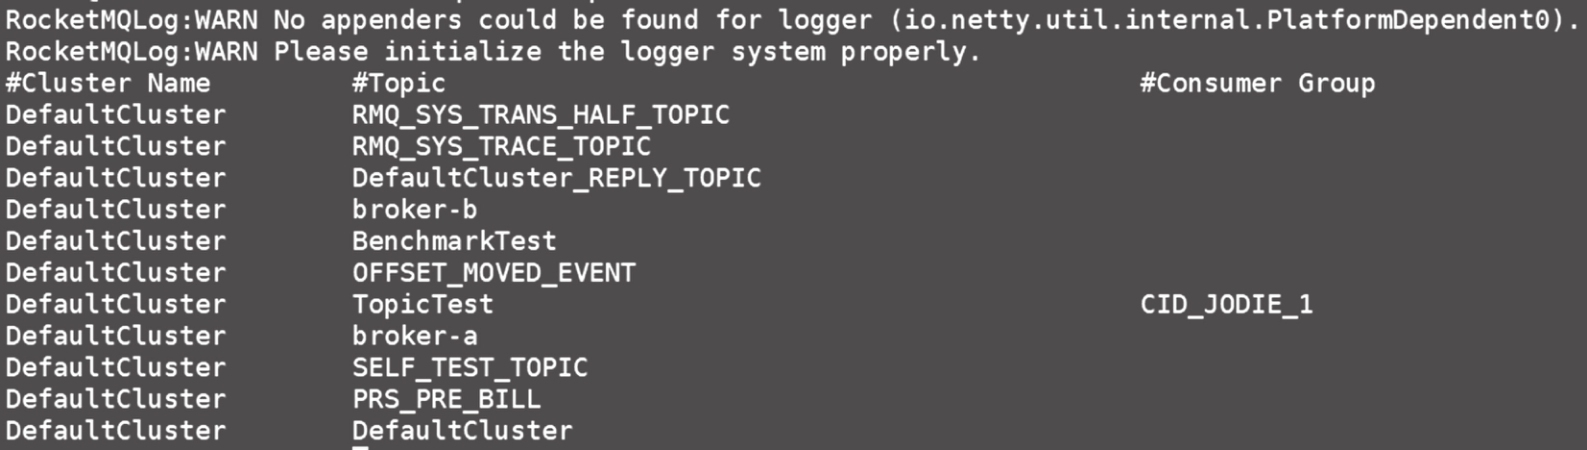 RocketMQLog:WARN No appenders could be found for logger (io.netty.util.internal.PlatformDependent0).
RocketMQLog:WARN Please initialize the logger system properly.
#Cluster Name #Topic #Consumer Group
DefaultCluster RMQ_SYS_TRANS_HALF_TOPIC
DefaultCluster RMQ_SYS_TRACE_TOPIC
DefaultCluster DefaultCluster_REPLY_TOPIC
DefaultCluster broker-b
DefaultCluster BenchmarkTest
DefaultCluster OFFSET_MOVED_EVENT
DefaultCluster TopicTest CID_JODIE_1
DefaultCluster broker-a
DefaultCluster SELF_TEST_TOPIC
DefaultCluster PRS_PRE_BILL
DefaultCluster DefaultCluster